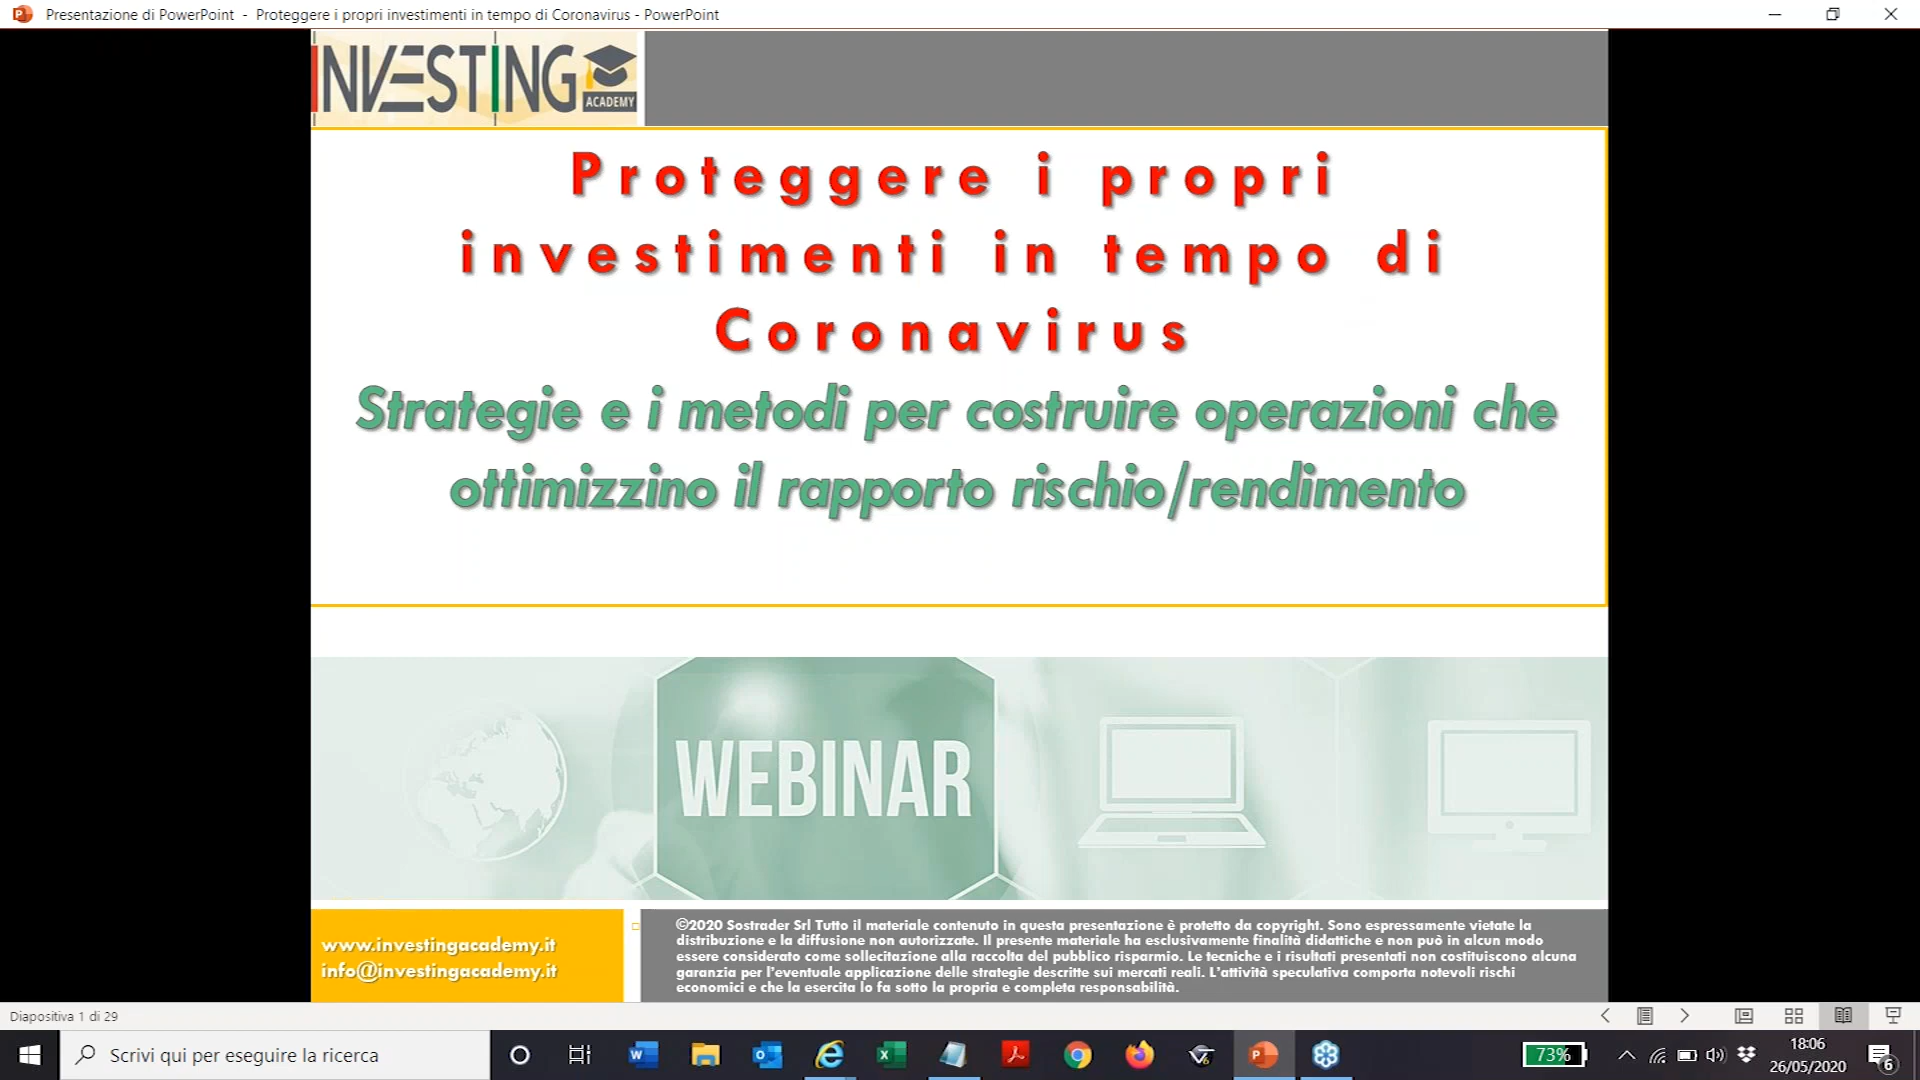 Presentazione di PowerPoint - Proteggere i propri investimenti in tempo di Coronavirus - PowerPoint
INVESTING
ACADEMY
Proteggere i propri
investimenti in tempo di
Coronavirus
Strategie e i metodi per costruire operazioni che
ottimizzino il rapporto rischio/rendimento
WEBINAR
www.investingacademy.it
info@investingacademy.it
©2020 Sostrader Srl Tutto il materiale contenuto in questa presentazione è protetto da copyright. Sono espressamente vietate la
distribuzione e la diffusione non autorizzate. Il presente materiale ha esclusivamente finalità didattiche e non può in alcun modo
essere considerato come sollecitazione alla raccolta del pubblico risparmio. Le tecniche e i risultati presentati non costituiscono alcuna
garanzia per l'eventuale applicazione delle strategie descritte sui mercati reali. L'attività speculativa comporta notevoli rischi
economici e che la esercita lo fa sotto la propria e completa responsabilità.
Diapositiva 1 di 29
Scrivi qui per eseguire la ricerca
73%
18:06
26/05/2020
6